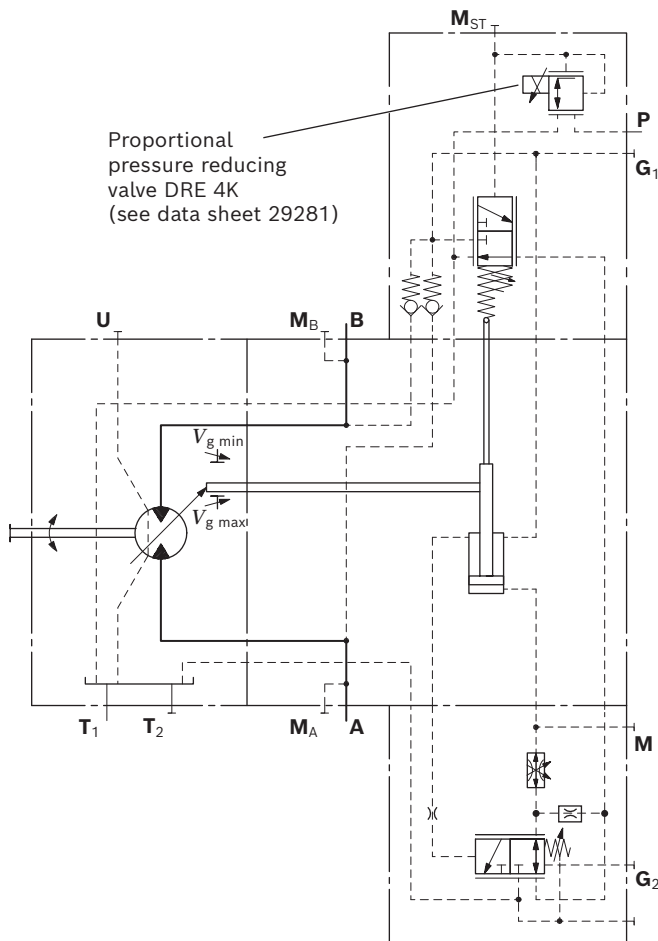 M_ST
Proportional
pressure reducing
valve DRE 4K
(see data sheet 29281)
P
G_1
U
M_B
B
V_g min
V_g max
T_1
T_2
M_A
A
M
G_2